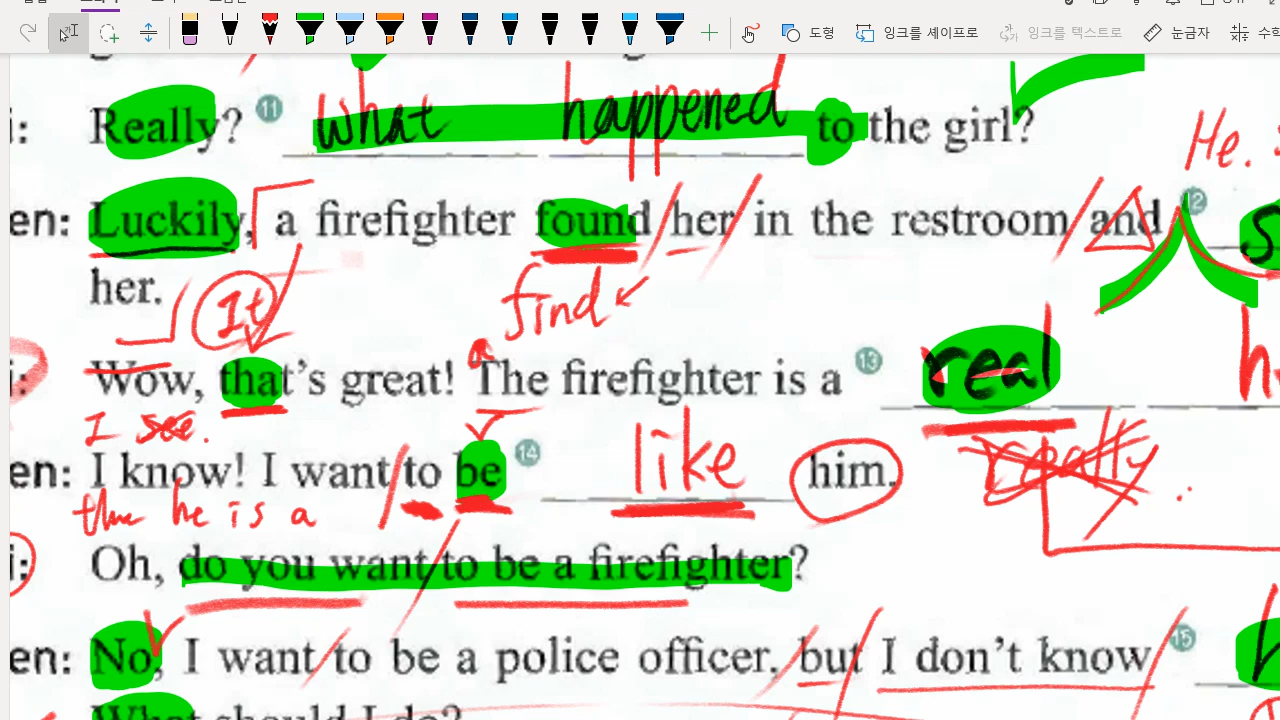 도형 잉크를 셰이프로 잉크를 텍스트로 눈금자
i: Really? 11 What happened to the girl?
He.
en: Luckily, a firefighter found her in the restroom and 12 s
her.
It find
i: Wow, that's great! The firefighter is a 13 real h
I see. really
en: I know! I want to be 14 like him.
he is a
i: Oh, do you want to be a firefighter?
en: No, I want to be a police officer, but I don't know 15 h
What should I do?